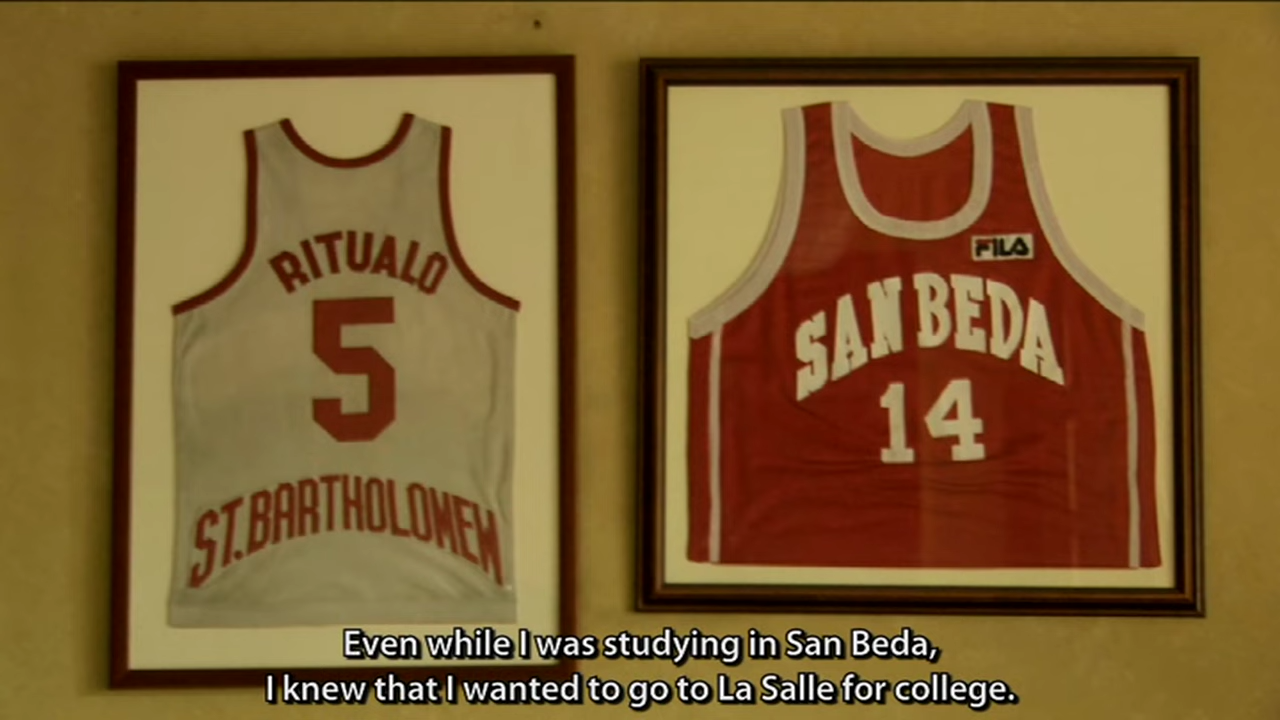 RITUALO
5
ST.BARTHOLOMEW
FILA
SAN BEDA
14
Even while I was studying in San Beda,
I knew that I wanted to go to La Salle for college.